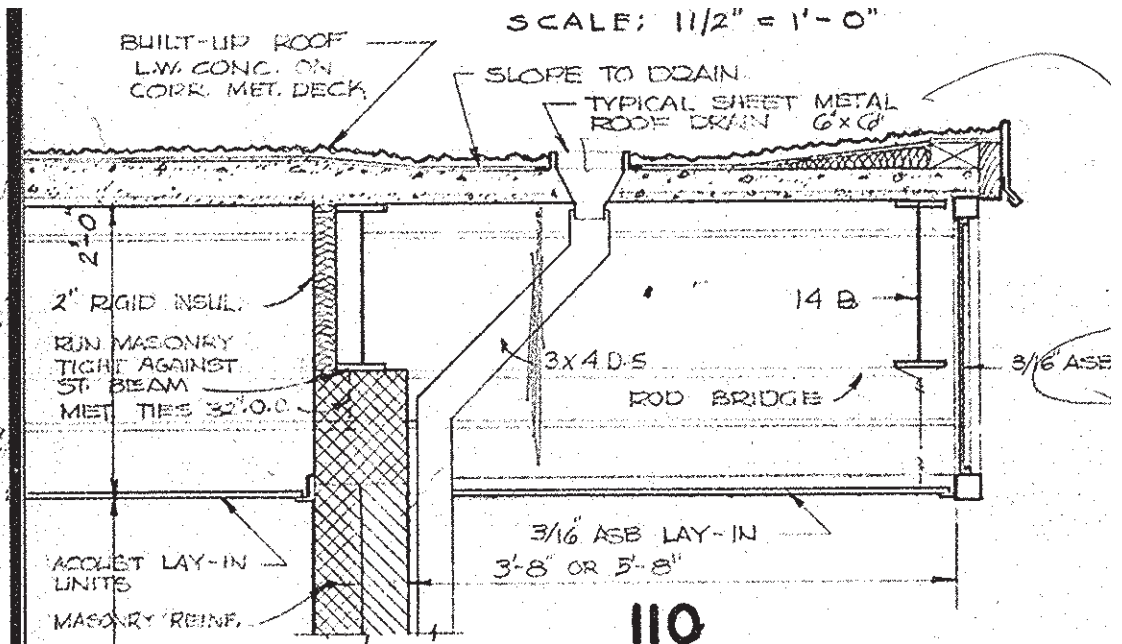 SCALE: 1 1/2" = 1'-0"
BUILT-UP ROOF
L.W. CONC. ON
CORR. MET. DECK
SLOPE TO DRAIN
TYPICAL SHEET METAL
ROOF DRAIN 6"x6"
2'-0"
2" RIGID INSUL.
RUN MASONRY
TIGHT AGAINST
ST. BEAM
MET. TIES 32" O.C.
14 B
3/16" ASB
3x4 D.S
ROD BRIDGE
3/16" ASB LAY-IN
3'-8" OR 5'-8"
ACOUST LAY-IN
UNITS
MASONRY REINF.
110